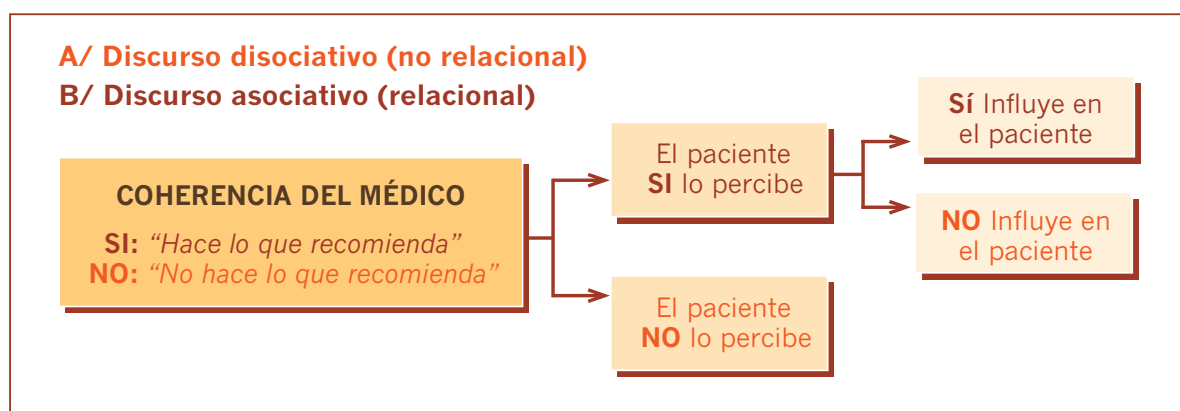 A/ Discurso disociativo (no relacional)
B/ Discurso asociativo (relacional)
COHERENCIA DEL MÉDICO
SI: “Hace lo que recomienda”
NO: “No hace lo que recomienda”
El paciente
SI lo percibe
El paciente
NO lo percibe
Sí Influye en
el paciente
NO Influye en
el paciente